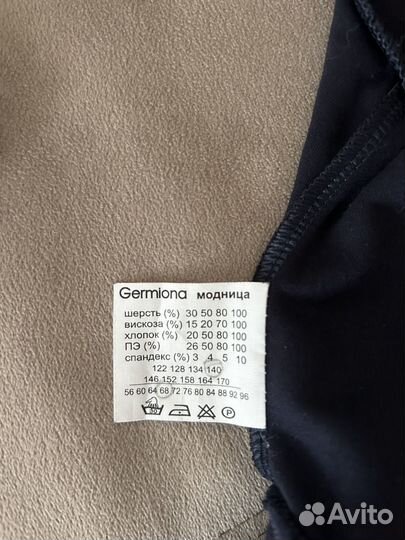 Germiona модница
шерсть (%) 30 50 80 100
вискоза (%) 15 20 70 100
хлопок (%) 20 50 80 100
ПЭ (%) 26 50 80 100
спандекс (%) 3 4 5 10
122 128 134 140
146 152 158 164 170
56 60 64 68 72 76 80 84 88 92 96
P
Avito